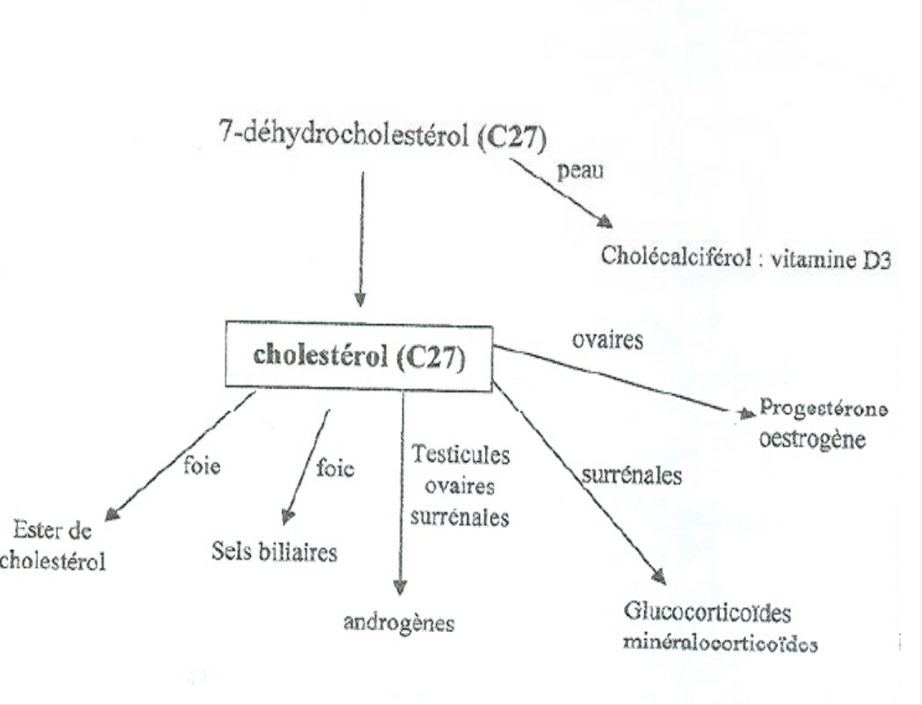 7-déhydrocholestérol (C27)
peau
Cholécalciférol : vitamine D3
cholestérol (C27)
ovaires
Progestérone
oestrogène
foie
foie
Testicules
ovaires
surrénales
surrénales
Ester de
cholestérol
Sels biliaires
androgènes
Glucocorticoïdes
minéralocorticoïdes